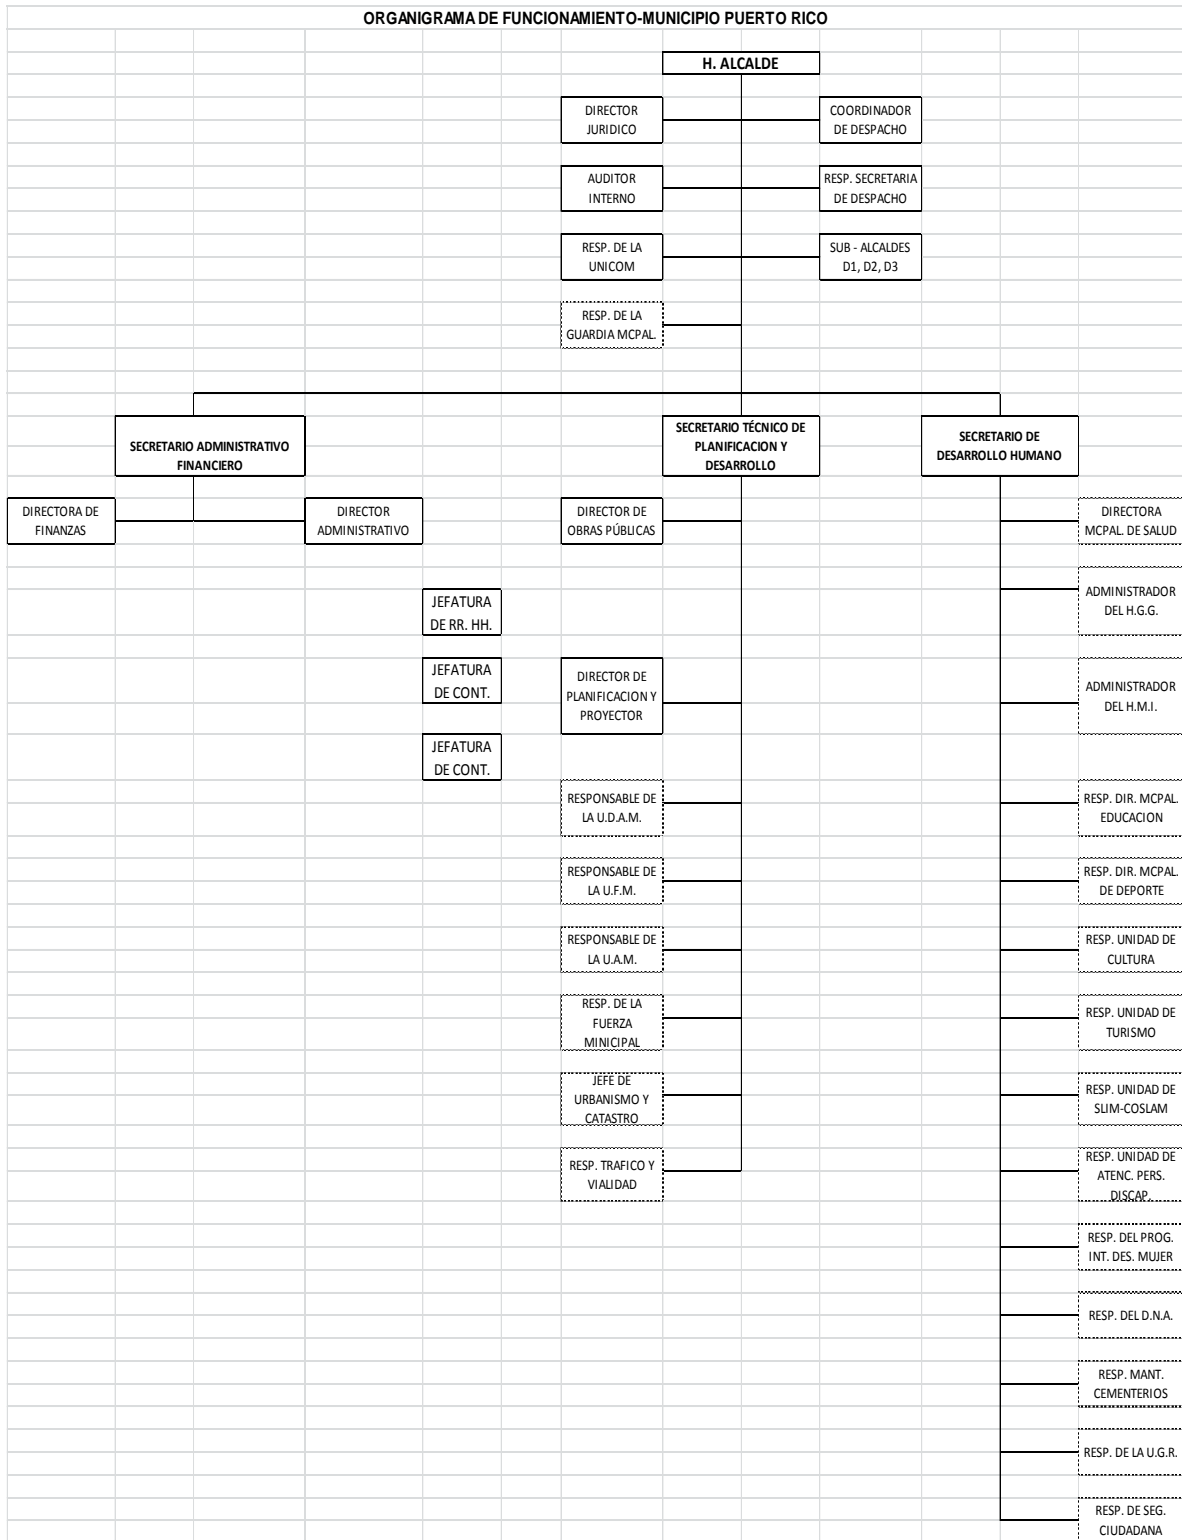 ORGANIGRAMA DE FUNCIONAMIENTO-MUNICIPIO PUERTO RICO
H. ALCALDE
DIRECTOR
JURIDICO
COORDINADOR
DE DESPACHO
AUDITOR
INTERNO
RESP. SECRETARIA
DE DESPACHO
RESP. DE LA
UNICOM
SUB - ALCALDES
D1, D2, D3
RESP. DE LA
GUARDIA MCPAL.
SECRETARIO ADMINISTRATIVO
FINANCIERO
SECRETARIO TÉCNICO DE
PLANIFICACION Y
DESARROLLO
SECRETARIO DE
DESARROLLO HUMANO
DIRECTORA DE
FINANZAS
DIRECTOR
ADMINISTRATIVO
DIRECTOR DE
OBRAS PÚBLICAS
DIRECTORA
MCPAL. DE SALUD
JEFATURA
DE RR. HH.
ADMINISTRADOR
DEL H.G.G.
JEFATURA
DE CONT.
DIRECTOR DE
PLANIFICACION Y
PROYECTOR
ADMINISTRADOR
DEL H.M.I.
JEFATURA
DE CONT.
RESPONSABLE DE
LA U.D.A.M.
RESP. DIR. MCPAL.
EDUCACION
RESPONSABLE DE
LA U.F.M.
RESP. DIR. MCPAL.
DE DEPORTE
RESPONSABLE DE
LA U.A.M.
RESP. UNIDAD DE
CULTURA
RESP. DE LA
FUERZA
MINICIPAL
RESP. UNIDAD DE
TURISMO
JEFE DE
URBANISMO Y
CATASTRO
RESP. UNIDAD DE
SLIM-COSLAM
RESP. TRAFICO Y
VIALIDAD
RESP. UNIDAD DE
ATENC. PERS.
DISCAP.
RESP. DEL PROG.
INT. DES. MUJER
RESP. DEL D.N.A.
RESP. MANT.
CEMENTERIOS
RESP. DE LA U.G.R.
RESP. DE SEG.
CIUDADANA